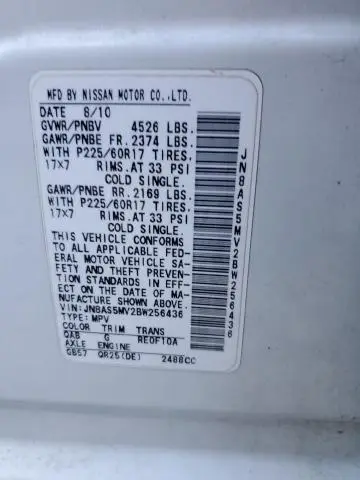 MFD BY NISSAN MOTOR CO.,LTD.
DATE 8/10
GVWR/PNBV 4526 LBS.
GAWR/PNBE FR. 2374 LBS.
WITH P225/60R17 TIRES,
17X7 RIMS, AT 33 PSI
COLD SINGLE.
GAWR/PNBE RR. 2169 LBS.
WITH P225/60R17 TIRES,
17X7 RIMS, AT 33 PSI
COLD SINGLE.
THIS VEHICLE CONFORMS
TO ALL APPLICABLE FED-
ERAL MOTOR VEHICLE SA-
FETY AND THEFT PREVEN-
TION STANDARDS IN EFF-
ECT ON THE DATE OF MA-
NUFACTURE SHOWN ABOVE.
VIN:JN8AS5MV2BW256436
TYPE:MPV
COLOR TRIM TRANS
QAB G RE0F10A
AXLE ENGINE
GB57 QR25(DE) 2488CC
JN8AS5MV2BW256436